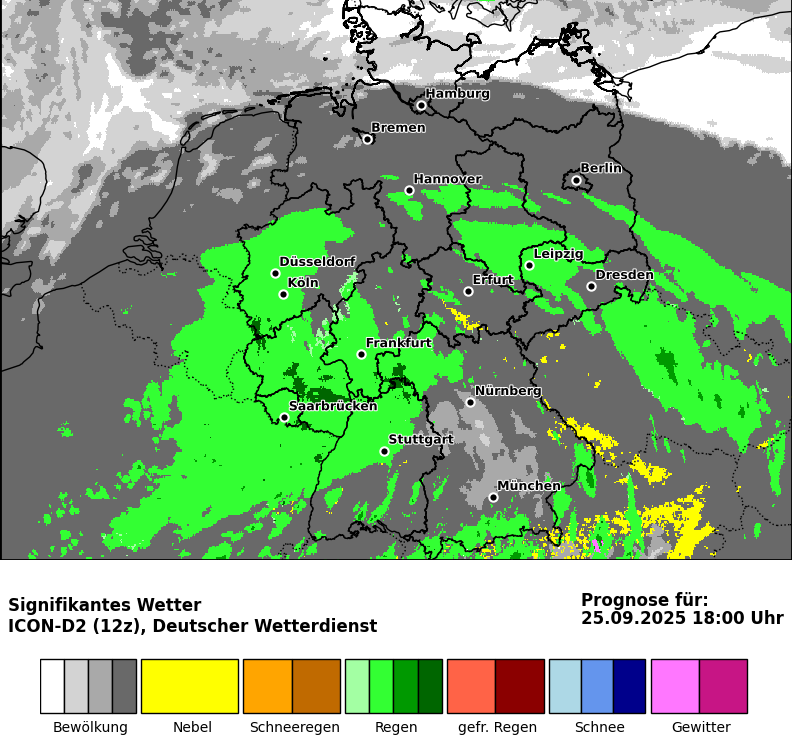 Hamburg
Bremen
Berlin
Hannover
Leipzig
Düsseldorf
Dresden
Erfurt
Köln
Frankfurt
Nürnberg
Saarbrücken
Stuttgart
München
Signifikantes Wetter
ICON-D2 (12z), Deutscher Wetterdienst
Prognose für:
25.09.2025 18:00 Uhr
Bewölkung Nebel Schneeregen Regen gefr. Regen Schnee Gewitter